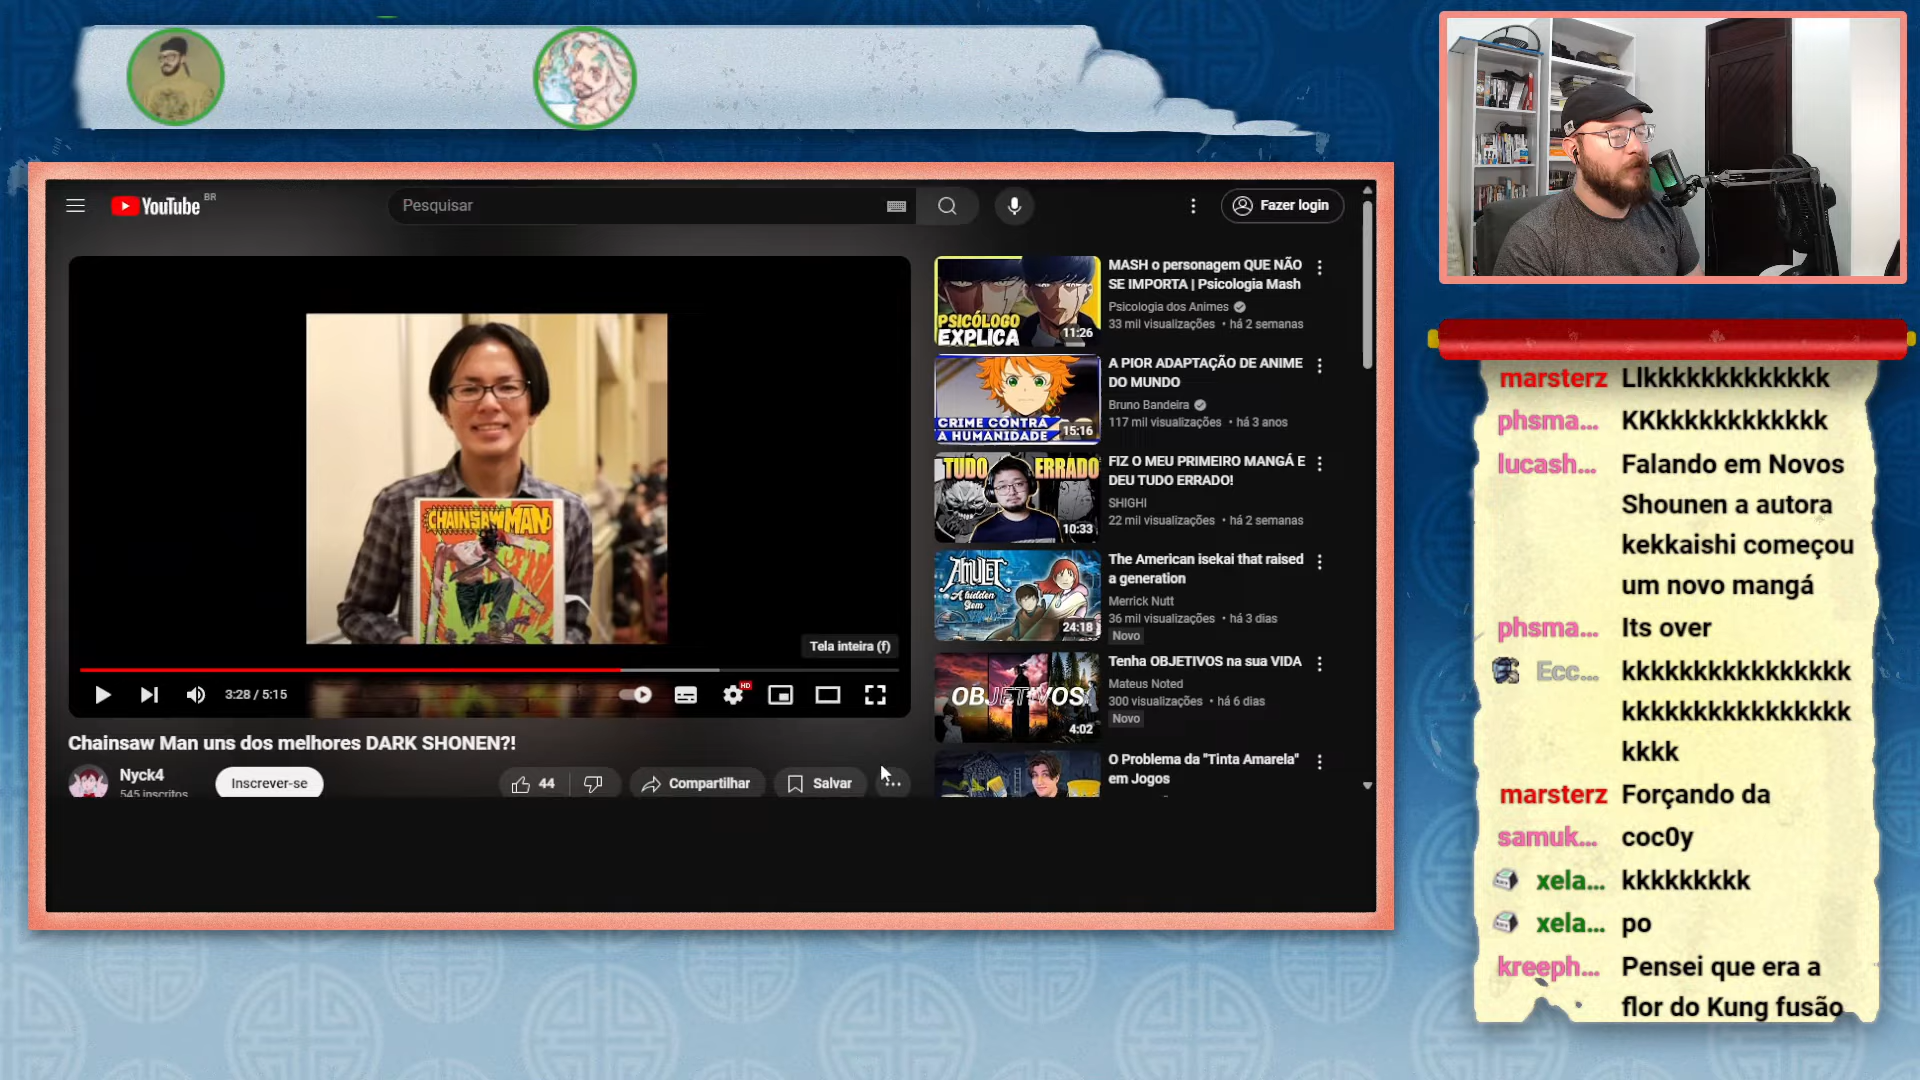 YouTube BR
Pesquisar
Fazer login
CHAINSAWMAN
Tela inteira (f)
3:28 / 5:15
HD
Chainsaw Man uns dos melhores DARK SHONEN?!
Nyck4
545 inscritos
Inscrever-se
44
Compartilhar
Salvar
PSICÓLOGO
EXPLICA
11:26
MASH o personagem QUE NÃO
SE IMPORTA | Psicologia Mash
Psicologia dos Animes
33 mil visualizações • há 2 semanas
CRIME CONTRA
A HUMANIDADE
15:16
A PIOR ADAPTAÇÃO DE ANIME
DO MUNDO
Bruno Bandeira
117 mil visualizações • há 3 anos
TUDO ERRADO
10:33
FIZ O MEU PRIMEIRO MANGÁ E
DEU TUDO ERRADO!
SHIGHI
22 mil visualizações • há 2 semanas
AMULET
A hidden
Gem
24:18
The American isekai that raised
a generation
Merrick Nutt
36 mil visualizações • há 3 dias
Novo
OBJETIVOS
4:02
Tenha OBJETIVOS na sua VIDA
Mateus Noted
300 visualizações • há 6 dias
Novo
O Problema da "Tinta Amarela"
em Jogos
marsterz Llkkkkkkkkkkkkk
phsma... KKkkkkkkkkkkkk
lucash... Falando em Novos
Shounen a autora
kekkaishi começou
um novo mangá
phsma... Its over
Ecc... kkkkkkkkkkkkkkkk
kkkkkkkkkkkkkkkk
kkkk
marsterz Forçando da
samuk... coc0y
xela... kkkkkkkkk
xela... po
kreeph... Pensei que era a
flor do Kung fusão